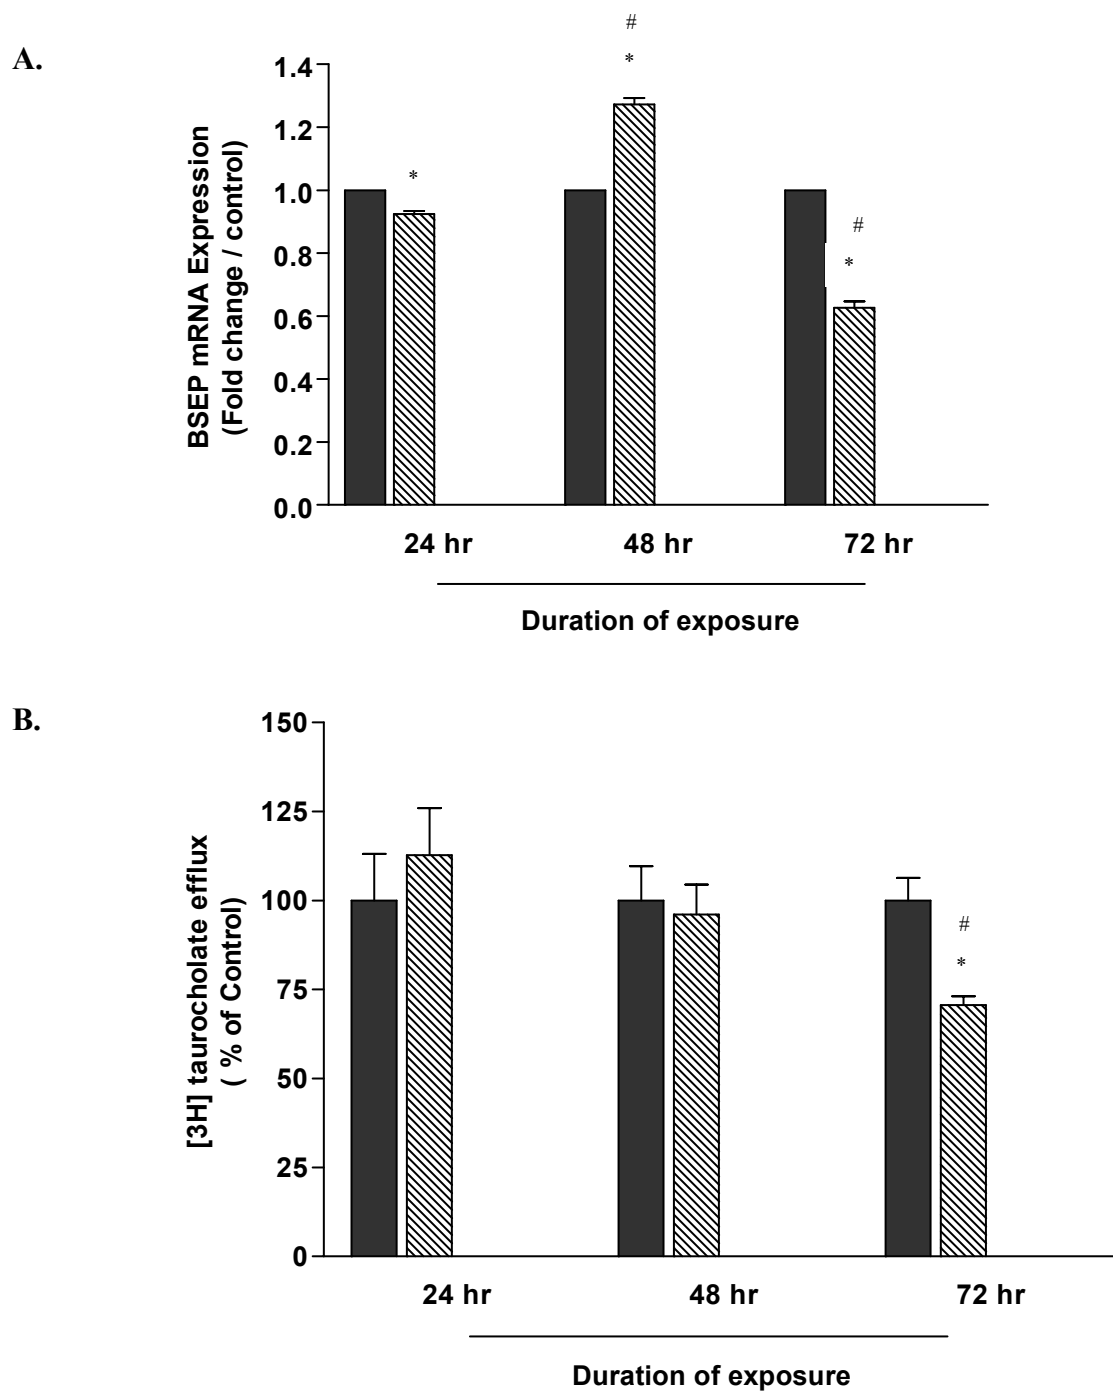 A.
#
*
1.4
1.2
*
1.0
#
0.8
*
0.6
0.4
0.2
0.0
BSEP mRNA Expression
(Fold change / control)
24 hr 48 hr 72 hr
Duration of exposure
B.
150
125
100
#
*
75
50
25
0
[3H] taurocholate efflux
( % of Control)
24 hr 48 hr 72 hr
Duration of exposure